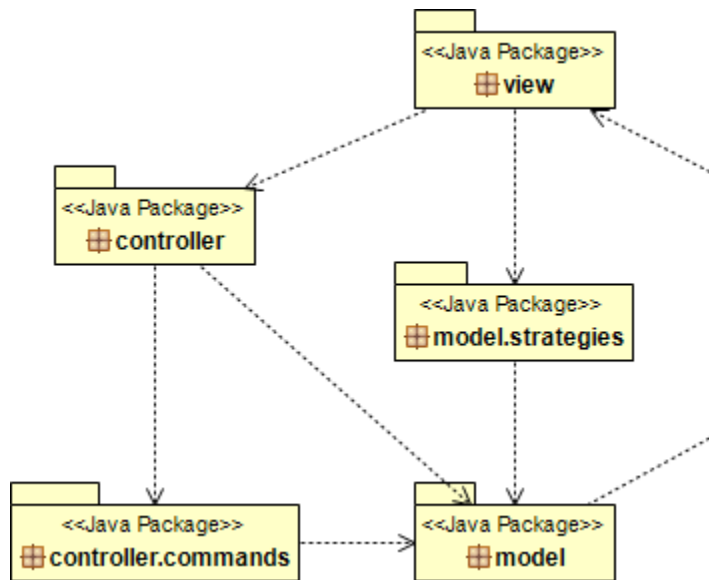 <<Java Package>>
view
<<Java Package>>
controller
<<Java Package>>
model.strategies
<<Java Package>>
controller.commands
<<Java Package>>
model